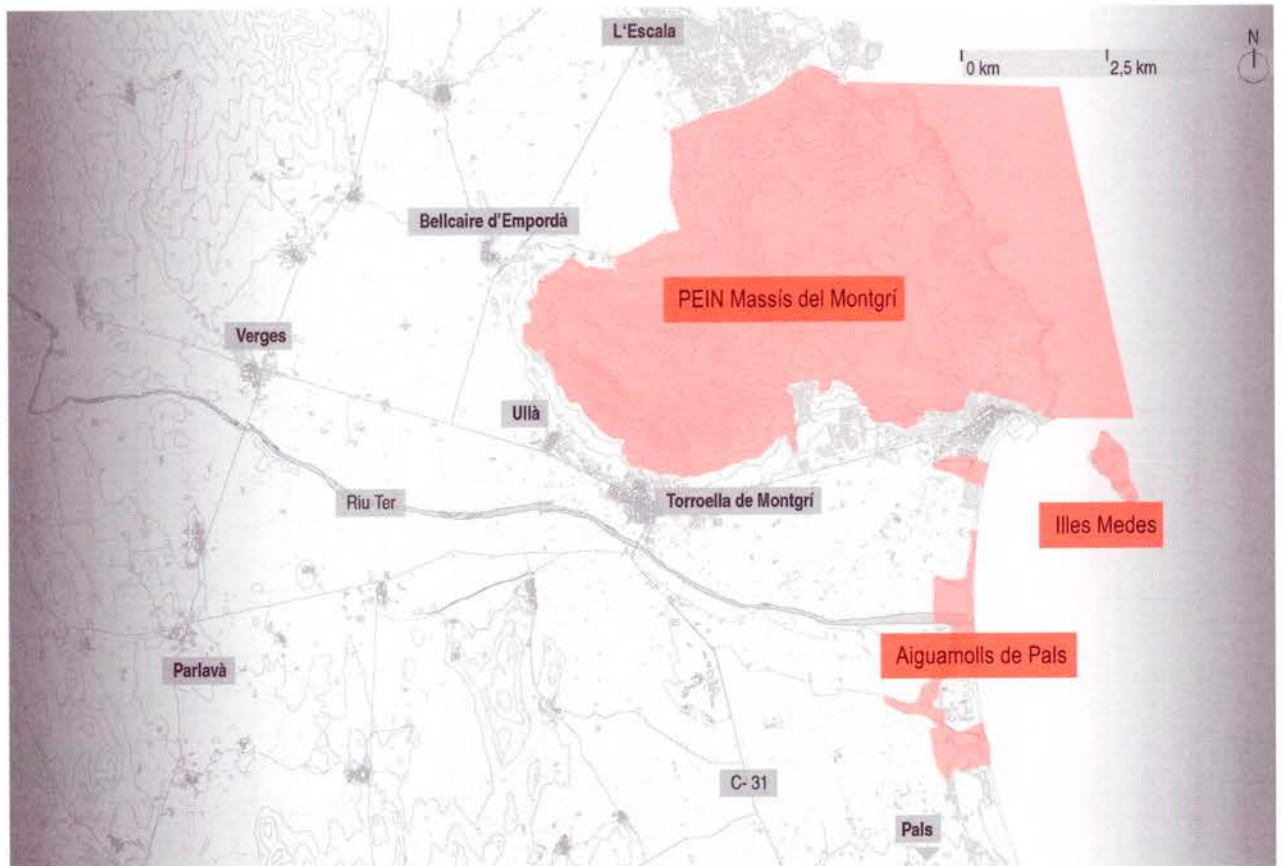 L'Escala
N
0 km
2,5 km
Bellcaire d'Empordà
PEIN Massís del Montgrí
Verges
Ullà
Riu Ter
Torroella de Montgrí
Illes Medes
Aiguamolls de Pals
Parlavà
C- 31
Pals